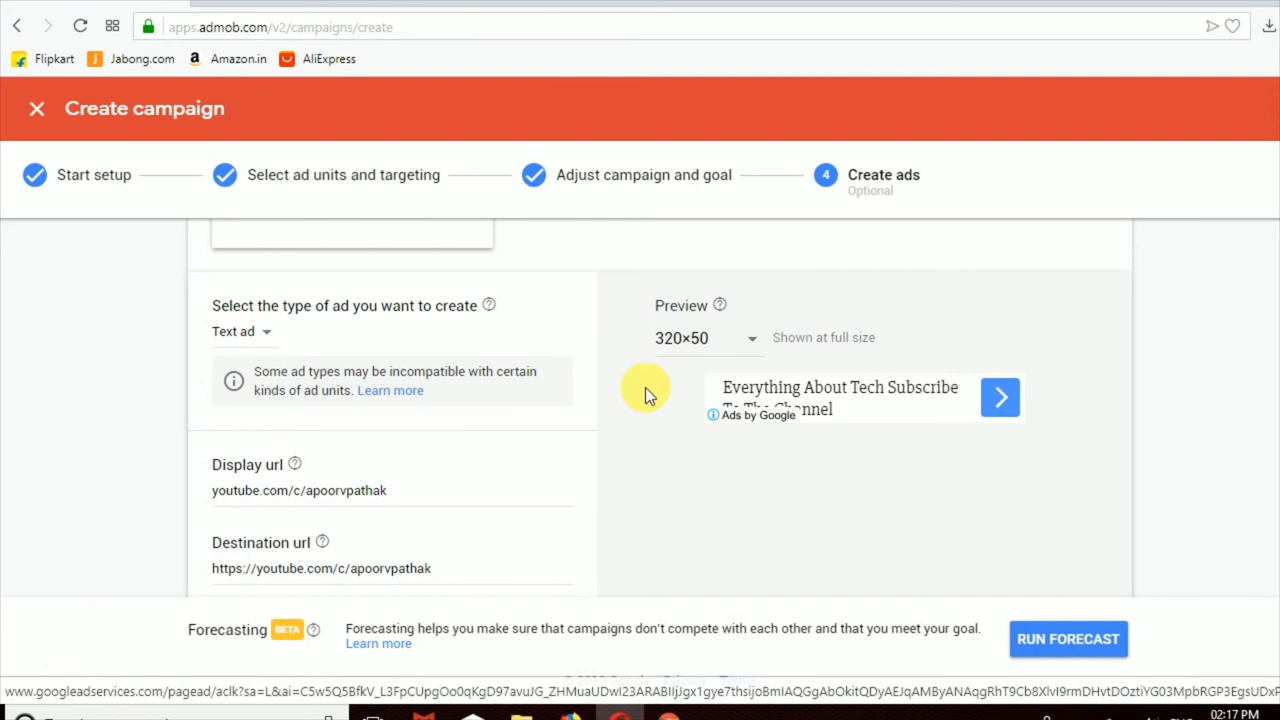 apps.admob.com/v2/campaigns/create
Flipkart Jabong.com Amazon.in AliExpress
Create campaign
Start setup Select ad units and targeting Adjust campaign and goal 4 Create ads
Optional
Select the type of ad you want to create
Text ad
Some ad types may be incompatible with certain
kinds of ad units. Learn more
Preview
320×50 Shown at full size
Everything About Tech Subscribe
To The Channel
Ads by Google
Display url
youtube.com/c/apoorvpathak
Destination url
https://youtube.com/c/apoorvpathak
Forecasting BETA
Forecasting helps you make sure that campaigns don't compete with each other and that you meet your goal.
Learn more
RUN FORECAST
02:17 PM